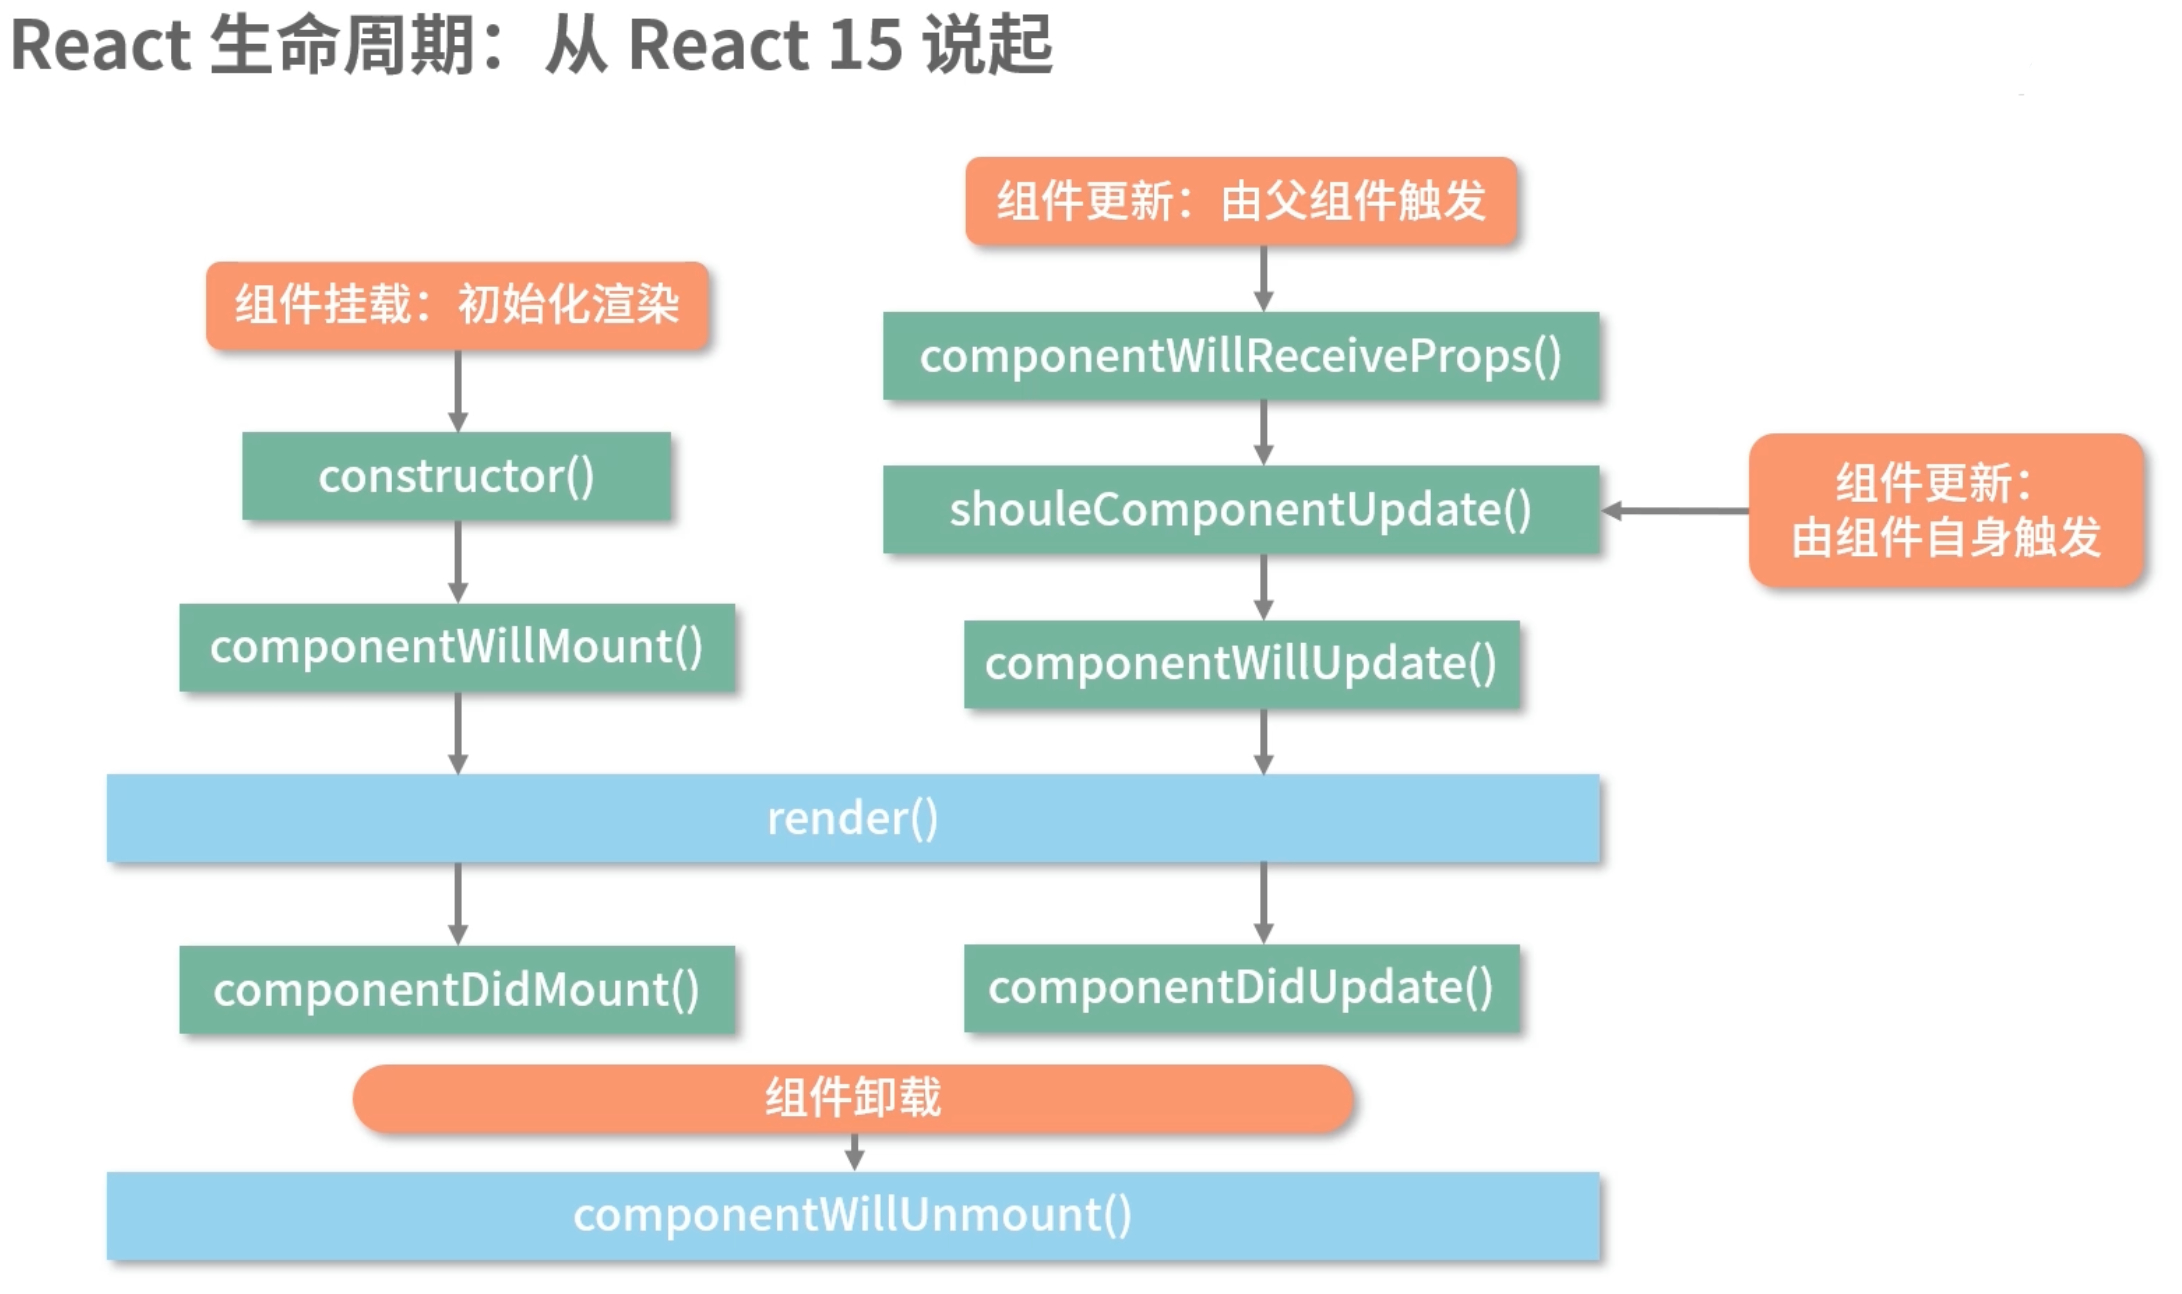 React 生命周期：从 React 15 说起
组件更新：由父组件触发
组件挂载：初始化渲染
componentWillReceiveProps()
constructor()
shouleComponentUpdate()
组件更新：
由组件自身触发
componentWillMount()
componentWillUpdate()
render()
componentDidMount()
componentDidUpdate()
组件卸载
componentWillUnmount()